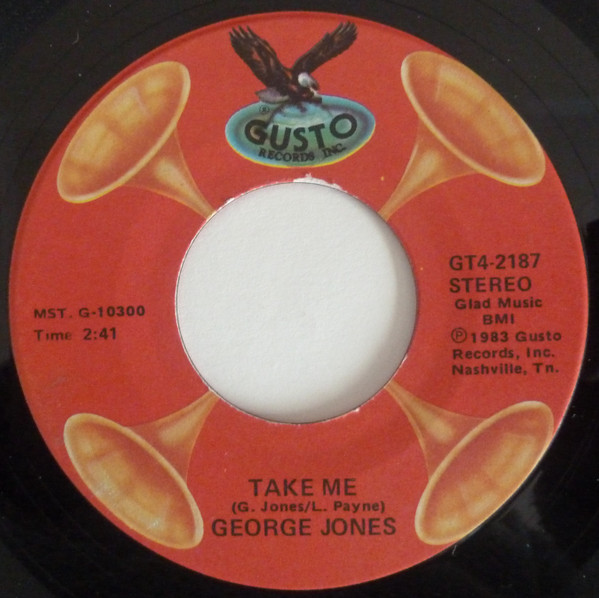 GUSTO
RECORDS INC.
MST. G-10300
Time 2:41
GT4-2187
STEREO
Glad Music
BMI
Ⓟ 1983 Gusto
Records, Inc.
Nashville, Tn.
TAKE ME
(G. Jones/L. Payne)
GEORGE JONES